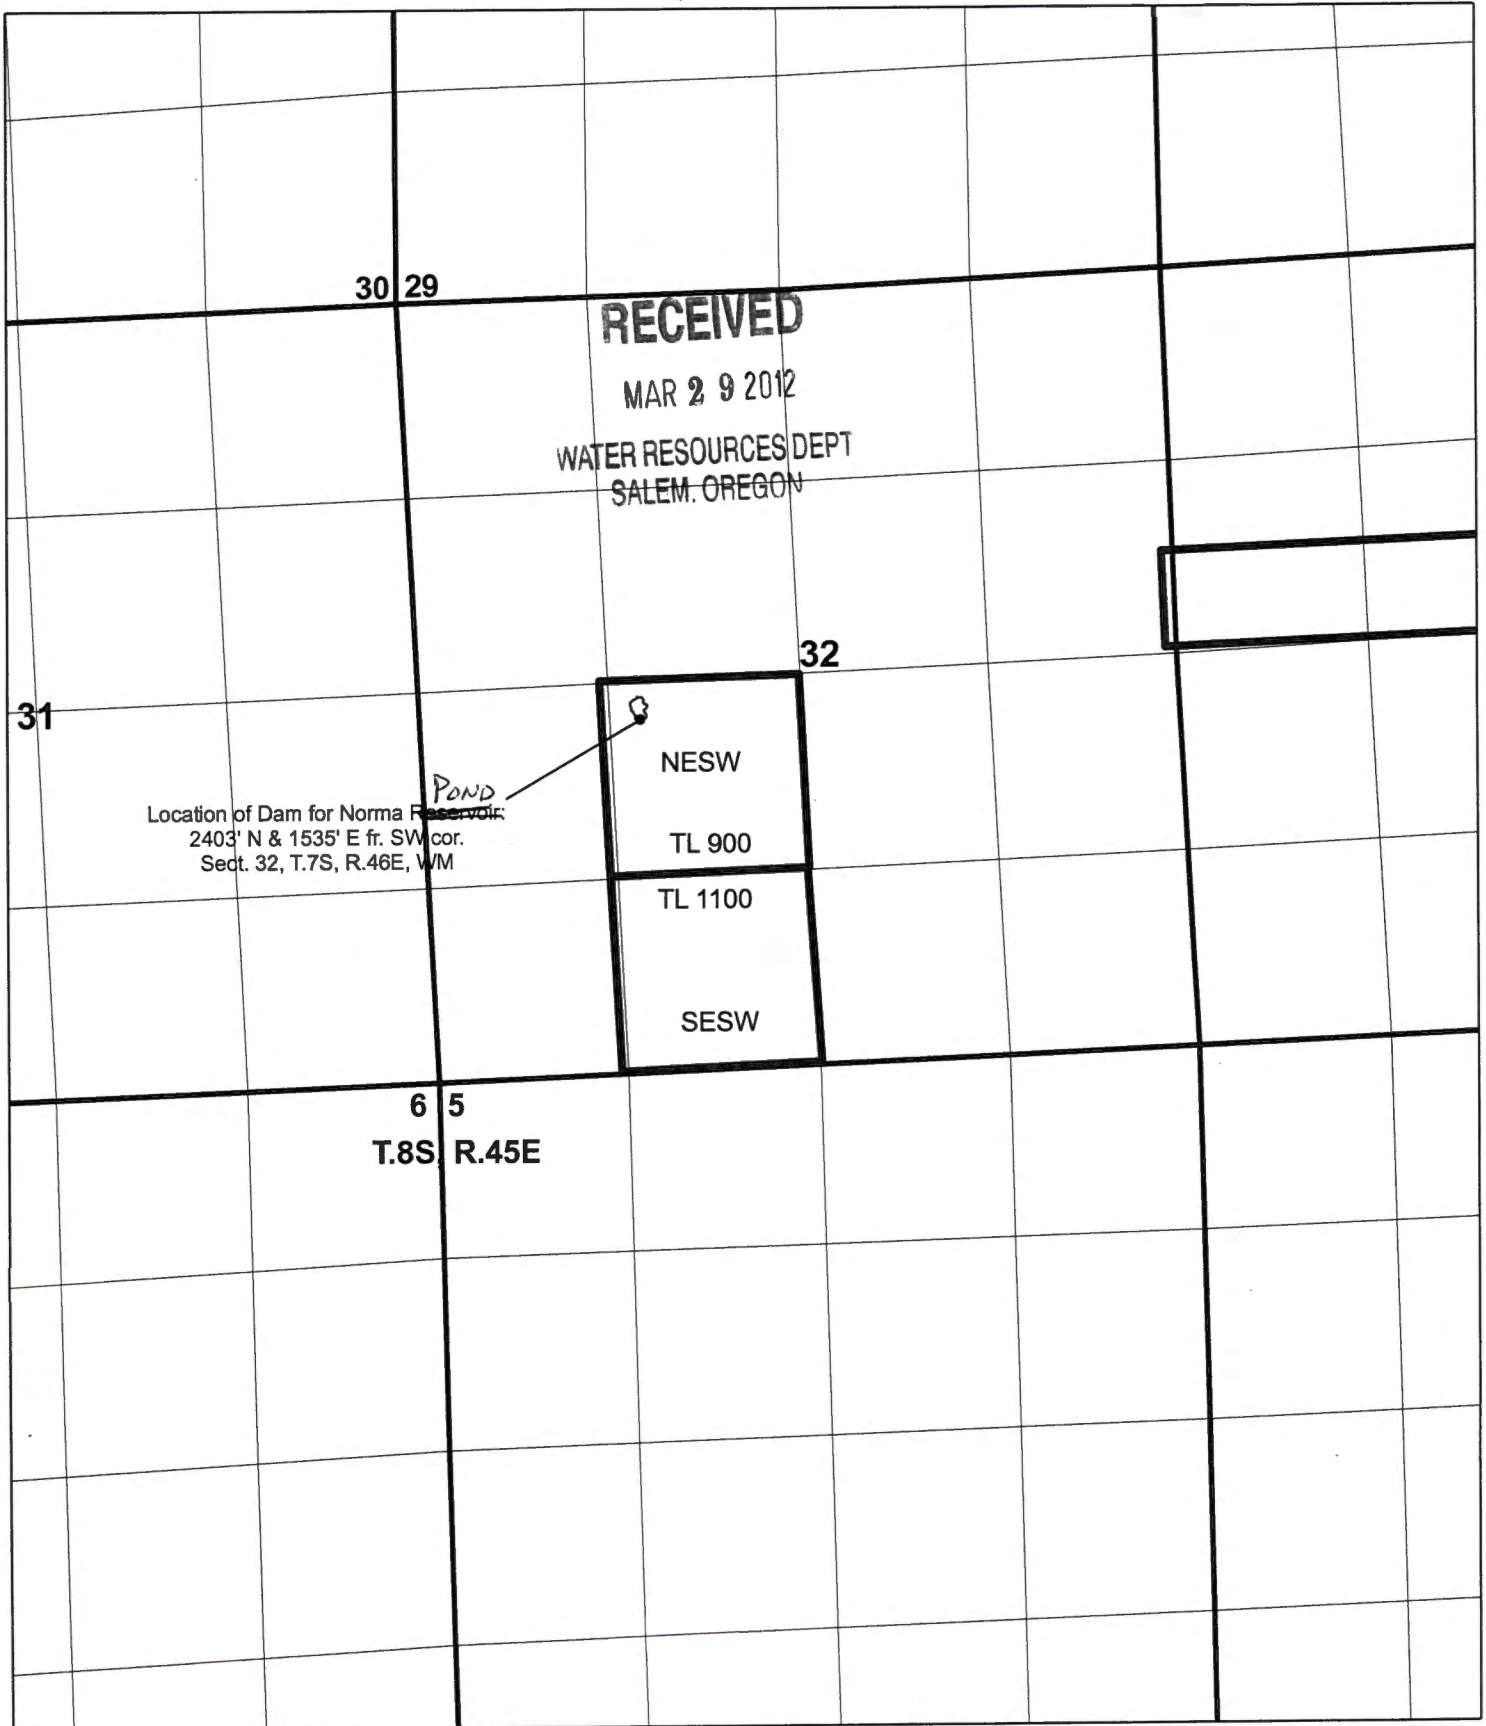 30 29
RECEIVED
MAR 29 2012
WATER RESOURCES DEPT
SALEM. OREGON
32
31
NESW
POND
Location of Dam for Norma Reservoir:
2403' N & 1535' E fr. SW cor.
Sect. 32, T.7S, R.46E, WM
TL 900
TL 1100
SESW
6 5
T.8S, R.45E